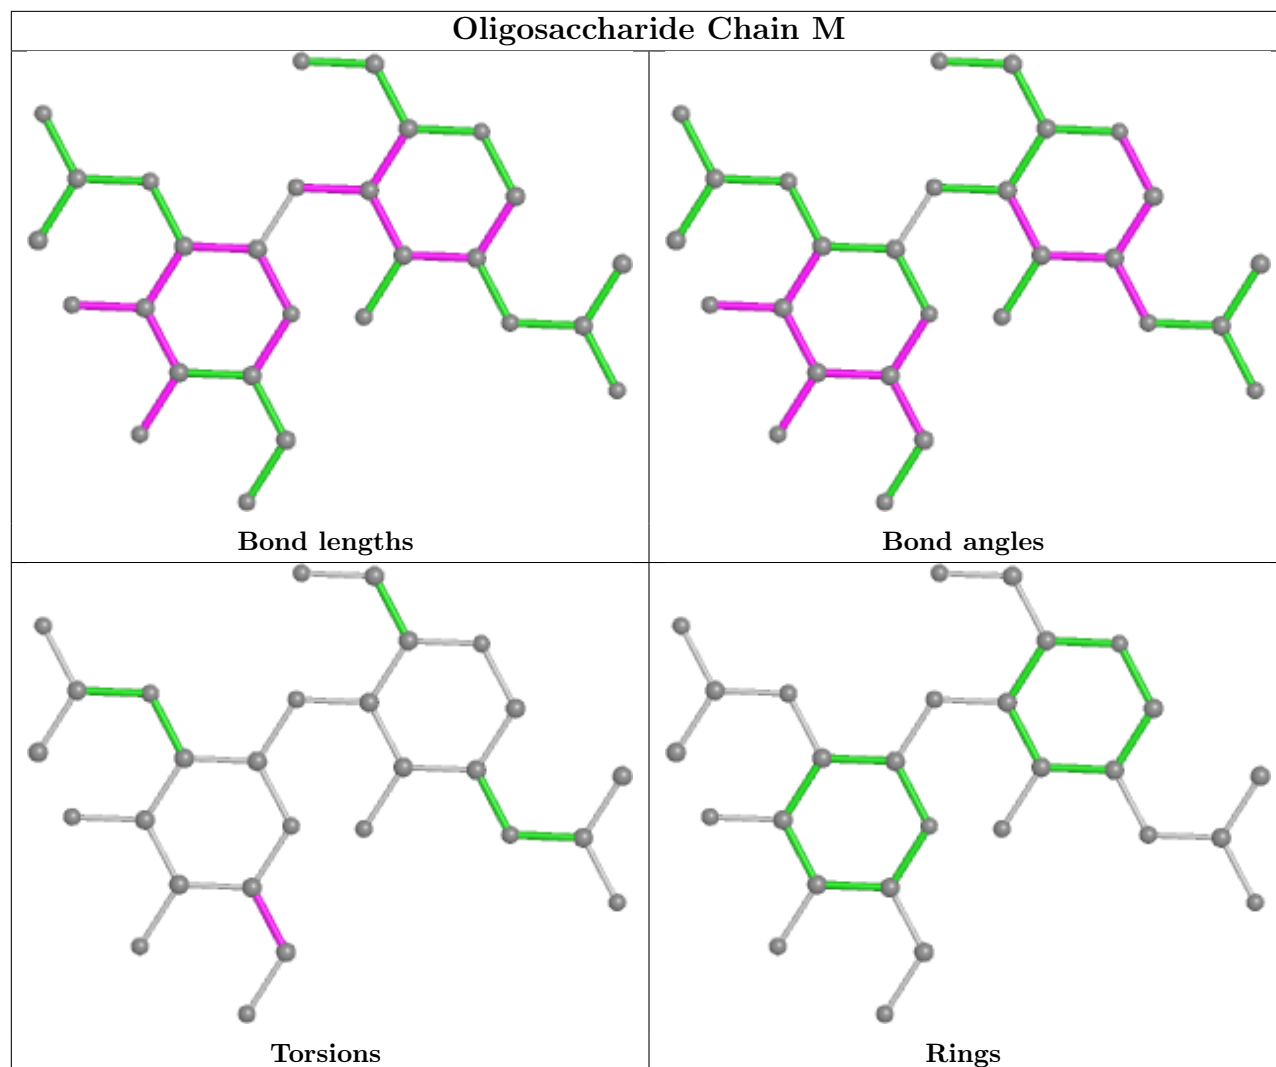 Oligosaccharide Chain M
Bond lengths
Bond angles
Torsions
Rings